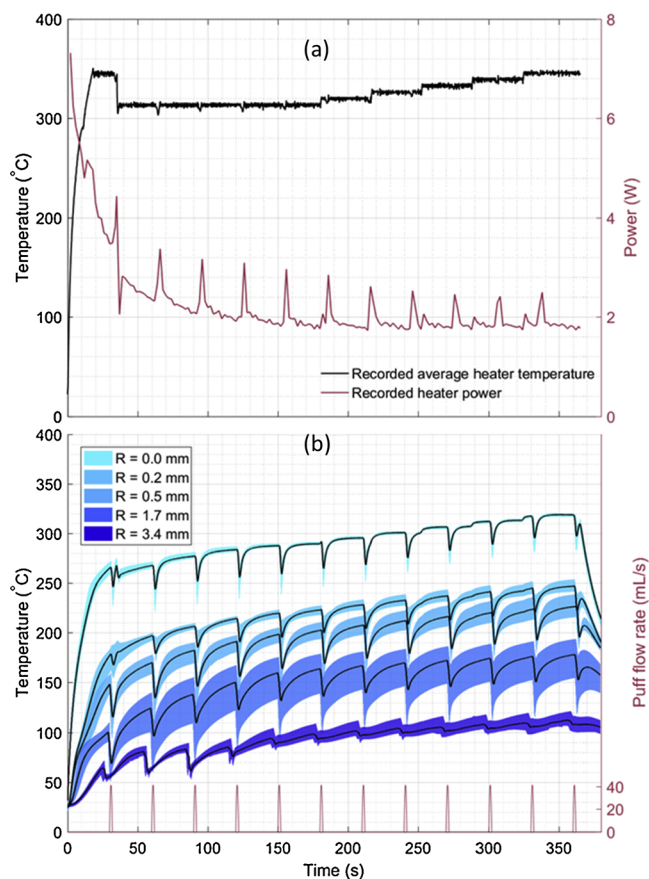 (a)
400
300
200
100
0
Temperature (°C)
8
6
4
2
0
Power (W)
Recorded average heater temperature
Recorded heater power
(b)
R = 0.0 mm
R = 0.2 mm
R = 0.5 mm
R = 1.7 mm
R = 3.4 mm
400
350
300
250
200
150
100
50
0
Temperature (°C)
Puff flow rate (mL/s)
40
20
0
0 50 100 150 200 250 300 350
Time (s)